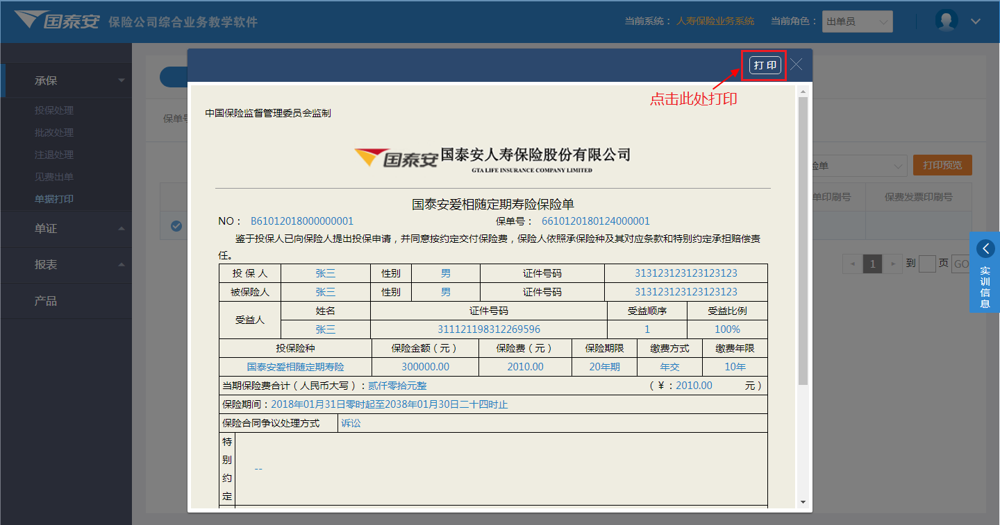 国泰安 保险公司综合业务教学软件
当前系统： 人寿保险业务系统 当前角色： 出单员
承保
投保处理
批改处理
注退处理
见费出单
单据打印
单证
报表
产品
打 印
点击此处打印
保单号
中国保险监督管理委员会监制
国泰安 国泰安人寿保险股份有限公司
GTA LIFE INSURANCE COMPANY LIMITED
国泰安爱相随定期寿险保险单
NO： B61012018000000001 保单号： 6610120180124000001
鉴于投保人已向保险人提出投保申请，并同意按约定交付保险费，保险人依照承保险种及其对应条款和特别约定承担赔偿责
任。
投 保 人 张三 性别 男 证件号码 313123123123123123
被保险人 张三 性别 男 证件号码 313123123123123123
受益人 姓名 证件号码 受益顺序 受益比例
张三 311121198312269596 1 100%
投保险种 保险金额（元） 保险费（元） 保险期限 缴费方式 缴费年限
国泰安爱相随定期寿险 300000.00 2010.00 20年期 年交 10年
当期保险费合计（人民币大写）：贰仟零拾元整 （￥：2010.00 元）
保险期间：2018年01月31日零时起至2038年01月30日二十四时止
保险合同争议处理方式 诉讼
特
别
约
定
--
险单 打印预览
单印刷号 保费发票印刷号
1 到 页 GO
实
训
信
息